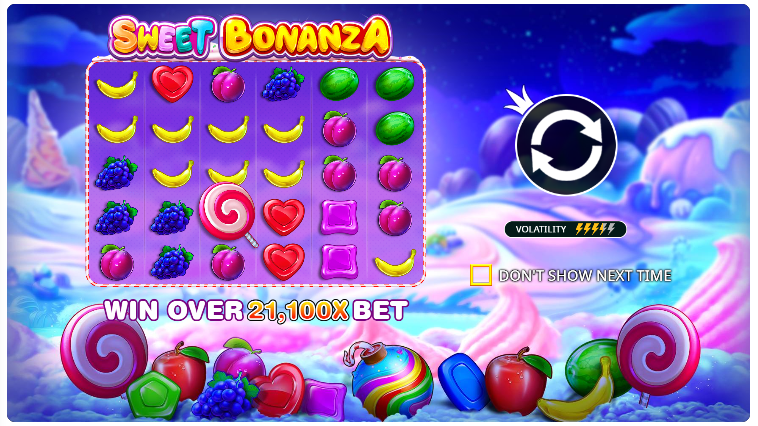 SWEET BONANZA
VOLATILITY
DON'T SHOW NEXT TIME
WIN OVER 21,100X BET